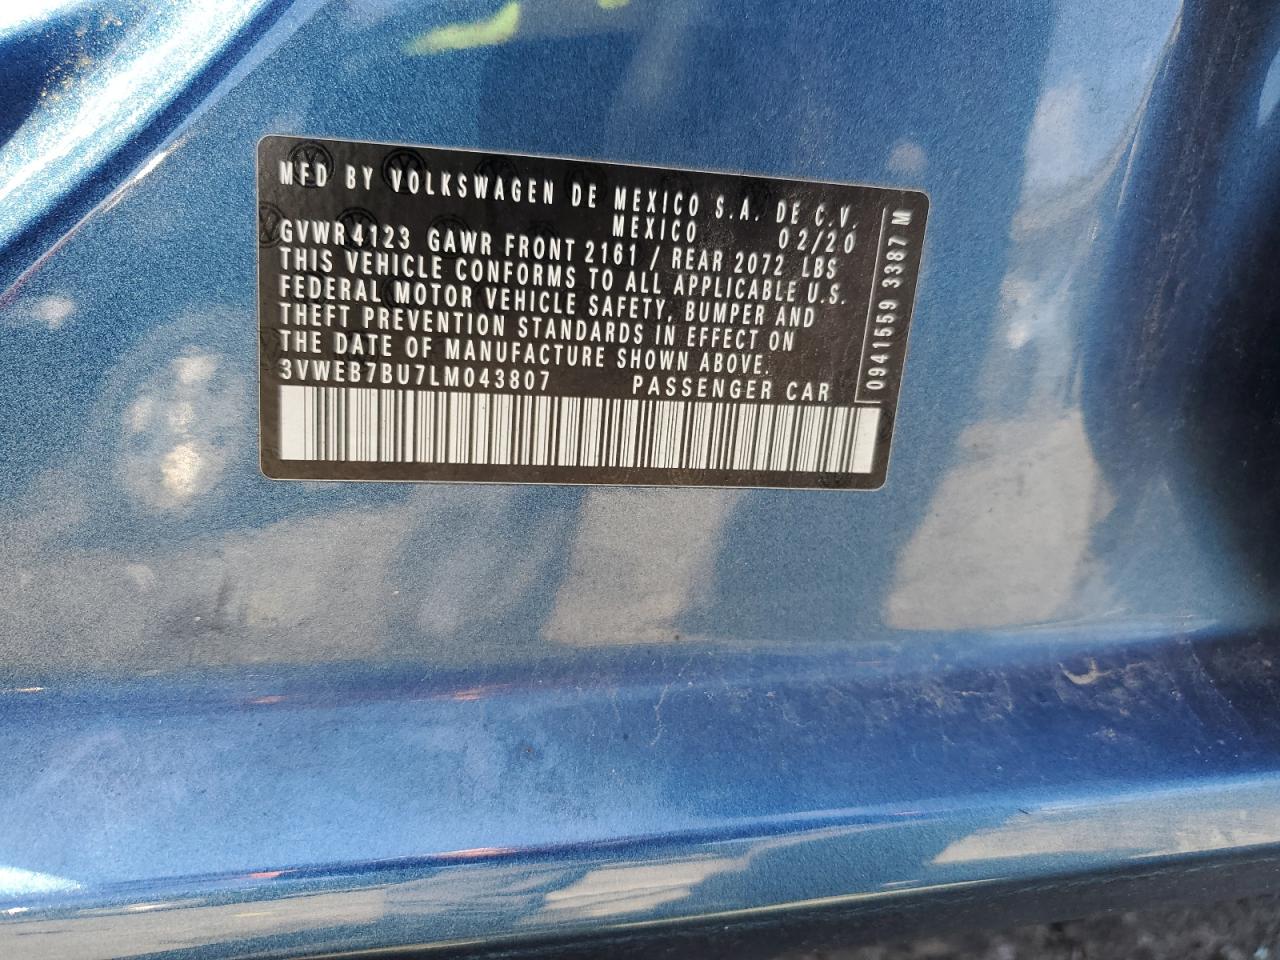 MFD BY VOLKSWAGEN DE MEXICO S.A. DE C.V.
MEXICO 02/20
GVWR4123 GAWR FRONT 2161 / REAR 2072 LBS
THIS VEHICLE CONFORMS TO ALL APPLICABLE U.S.
FEDERAL MOTOR VEHICLE SAFETY, BUMPER AND
THEFT PREVENTION STANDARDS IN EFFECT ON
THE DATE OF MANUFACTURE SHOWN ABOVE.
3VWEB7BU7LM043807 PASSENGER CAR
0941559 3387 M